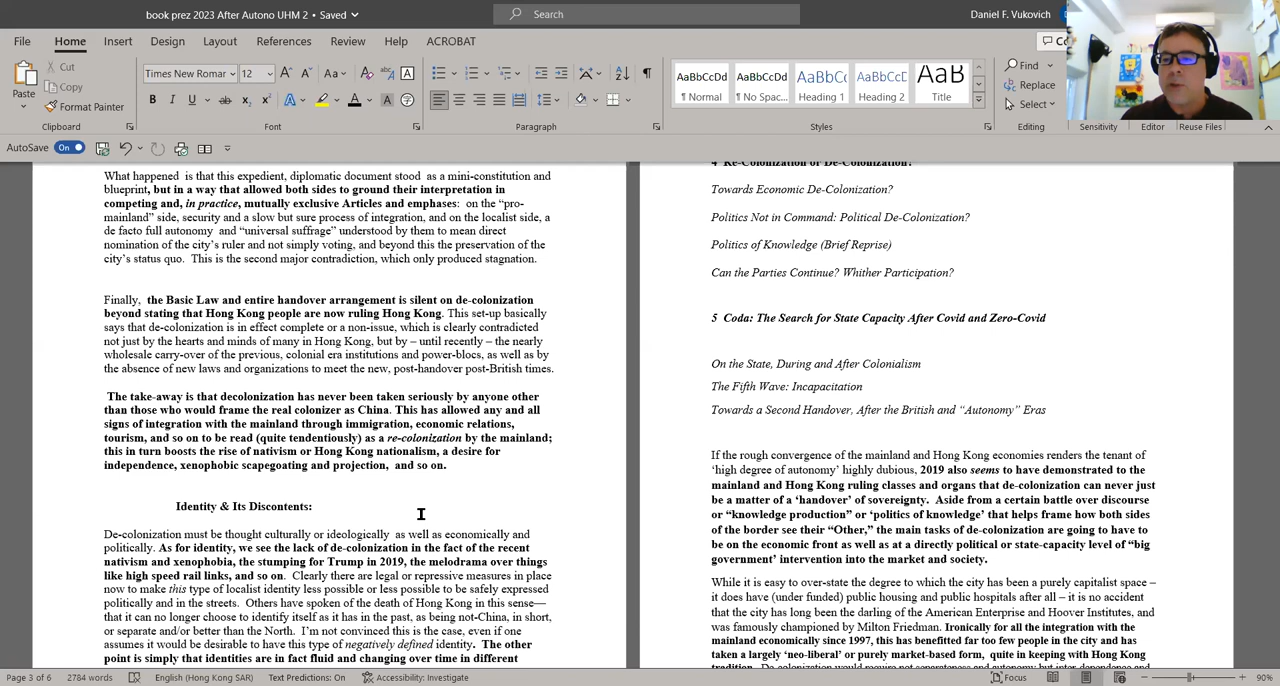 book prez 2023 After Autono UHM 2 • Saved
Search
Daniel F. Vukovich
File Home Insert Draw Design Layout References Review Help ACROBAT
Paste
Cut
Copy
Format Painter
Clipboard
Times New Romar 12
Aa
B I U ab x₂ x²
Font
Paragraph
AaBbCcDd AaBbCcDd AaBbCc AaBbCcE AaB
¶ Normal ¶ No Spac... Heading 1 Heading 2 Title
Styles
Find
Replace
Select
Editing
Sensitivity Editor Reuse Files
AutoSave On
What happened is that this expedient, diplomatic document stood as a mini-constitution and
blueprint, but in a way that allowed both sides to ground their interpretation in
competing and, in practice, mutually exclusive Articles and emphases: on the “pro-
mainland” side, security and a slow but sure process of integration, and on the localist side, a
de facto full autonomy and “universal suffrage” understood by them to mean direct
nomination of the city’s ruler and not simply voting, and beyond this the preservation of the
city’s status quo. This is the second major contradiction, which only produced stagnation.
Finally, the Basic Law and entire handover arrangement is silent on de-colonization
beyond stating that Hong Kong people are now ruling Hong Kong. This set-up basically
says that de-colonization is in effect complete or a non-issue, which is clearly contradicted
not just by the hearts and minds of many in Hong Kong, but by – until recently – the nearly
wholesale carry-over of the previous, colonial era institutions and power-blocs, as well as by
the absence of new laws and organizations to meet the new, post-handover post-British times.
The take-away is that decolonization has never been taken seriously by anyone other
than those who would frame the real colonizer as China. This has allowed any and all
signs of integration with the mainland through immigration, economic relations,
tourism, and so on to be read (quite tendentiously) as a re-colonization by the mainland;
this in turn boosts the rise of nativism or Hong Kong nationalism, a desire for
independence, xenophobic scapegoating and projection, and so on.
Identity & Its Discontents:
De-colonization must be thought culturally or ideologically as well as economically and
politically. As for identity, we see the lack of de-colonization in the fact of the recent
nativism and xenophobia, the stumping for Trump in 2019, the melodrama over things
like high speed rail links, and so on. Clearly there are legal or repressive measures in place
now to make this type of localist identity less possible or less possible to be safely expressed
politically and in the streets. Others have spoken of the death of Hong Kong in this sense—
that it can no longer choose to identify itself as it has in the past, as being not-China, in short,
or separate and/or better than the North. I’m not convinced this is the case, even if one
assumes it would be desirable to have this type of negatively defined identity. The other
point is simply that identities are in fact fluid and changing over time in different
4 Re-Colonization or De-Colonization?
Towards Economic De-Colonization?
Politics Not in Command: Political De-Colonization?
Politics of Knowledge (Brief Reprise)
Can the Parties Continue? Whither Participation?
5 Coda: The Search for State Capacity After Covid and Zero-Covid
On the State, During and After Colonialism
The Fifth Wave: Incapacitation
Towards a Second Handover, After the British and “Autonomy” Eras
If the rough convergence of the mainland and Hong Kong economies renders the tenant of
‘high degree of autonomy’ highly dubious, 2019 also seems to have demonstrated to the
mainland and Hong Kong ruling classes and organs that de-colonization can never just
be a matter of a ‘handover’ of sovereignty. Aside from a certain battle over discourse
or “knowledge production” or ‘politics of knowledge’ that helps frame how both sides
of the border see their “Other,” the main tasks of de-colonization are going to have to
be on the economic front as well as at a directly political or state-capacity level of “big
government’ intervention into the market and society.
While it is easy to over-state the degree to which the city has been a purely capitalist space –
it does have (under funded) public housing and public hospitals after all – it is no accident
that the city has long been the darling of the American Enterprise and Hoover Institutes, and
was famously championed by Milton Friedman. Ironically for all the integration with the
mainland economically since 1997, this has benefitted far too few people in the city and has
taken a largely ‘neo-liberal’ or purely market-based form, quite in keeping with Hong Kong
tradition. De-colonization would require not separateness and autonomy but inter-dependence and
Page 3 of 6 2784 words English (Hong Kong SAR) Text Predictions: On Accessibility: Investigate Focus 90%